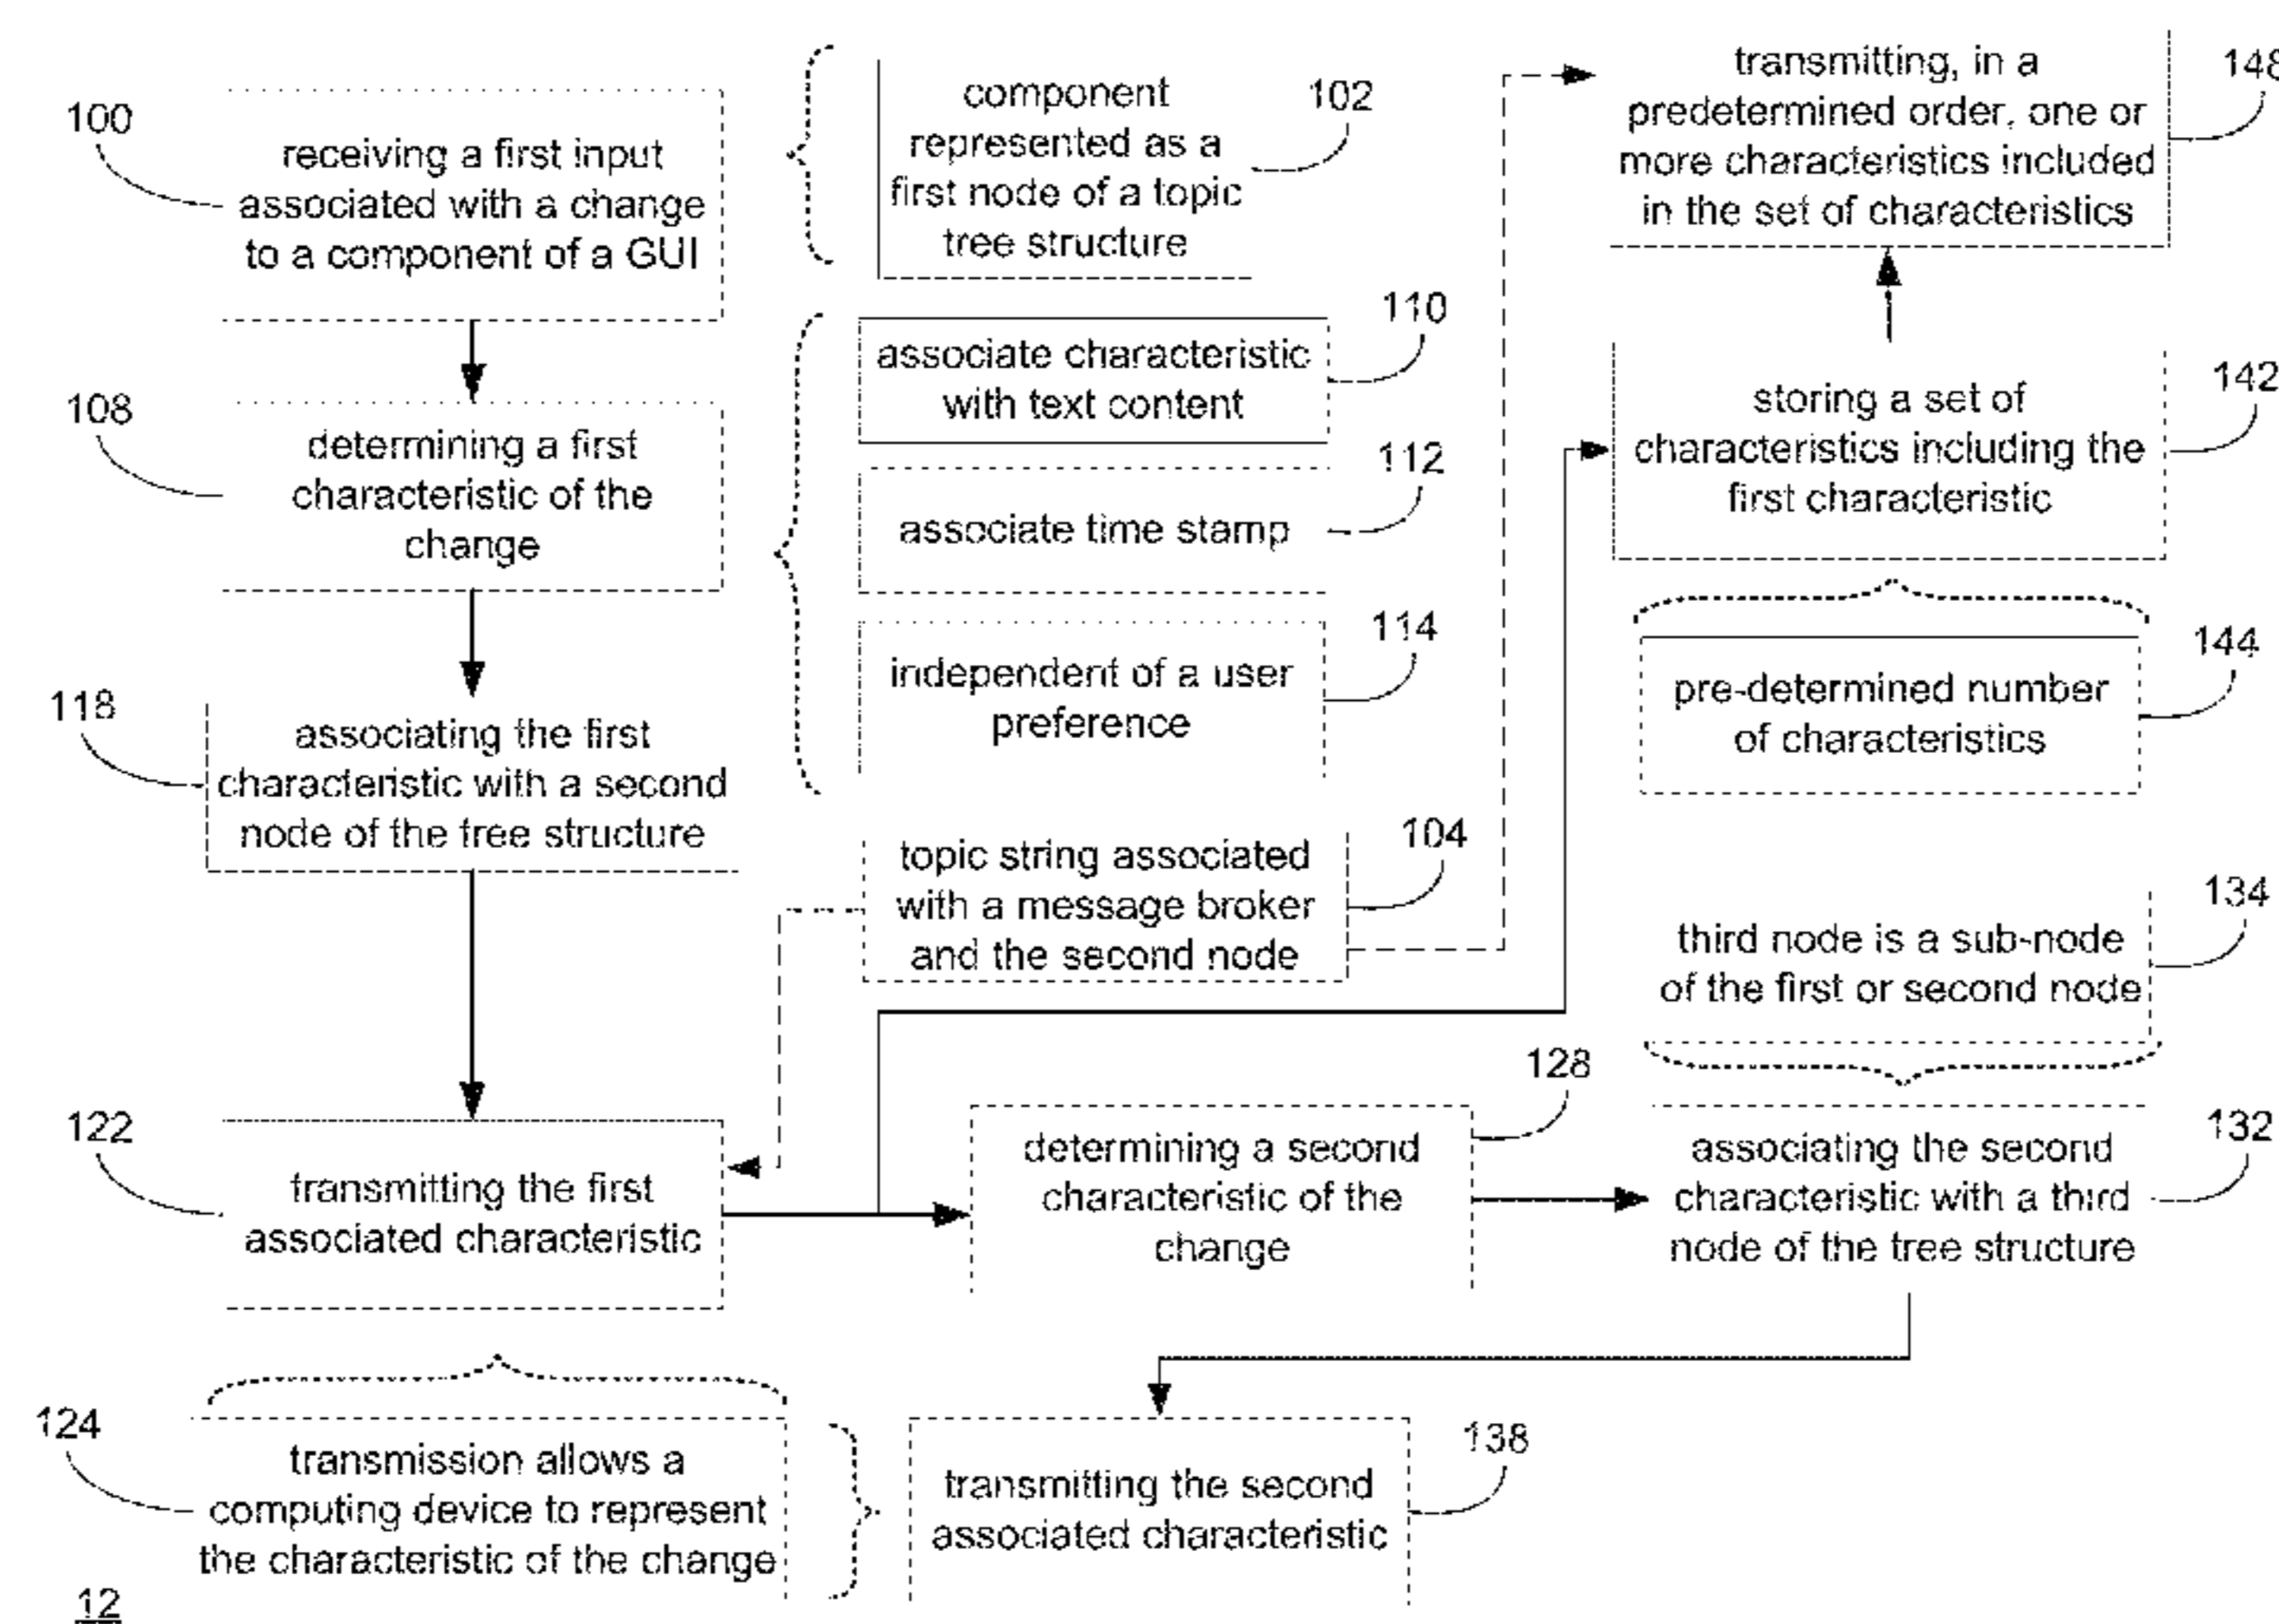 100
receiving a first input
associated with a change
to a component of a GUI
component
represented as a
first node of a topic
tree structure
102
transmitting, in a
predetermined order, one or
more characteristics included
in the set of characteristics
148
108
determining a first
characteristic of the
change
associate characteristic
with text content
110
associate time stamp
112
independent of a user
preference
114
storing a set of
characteristics including the
first characteristic
142
pre-determined number
of characteristics
144
118
associating the first
characteristic with a second
node of the tree structure
topic string associated
with a message broker
and the second node
104
third node is a sub-node
of the first or second node
134
122
transmitting the first
associated characteristic
determining a second
characteristic of the
change
128
associating the second
characteristic with a third
node of the tree structure
132
124
transmission allows a
computing device to represent
the characteristic of the change
transmitting the second
associated characteristic
138
12